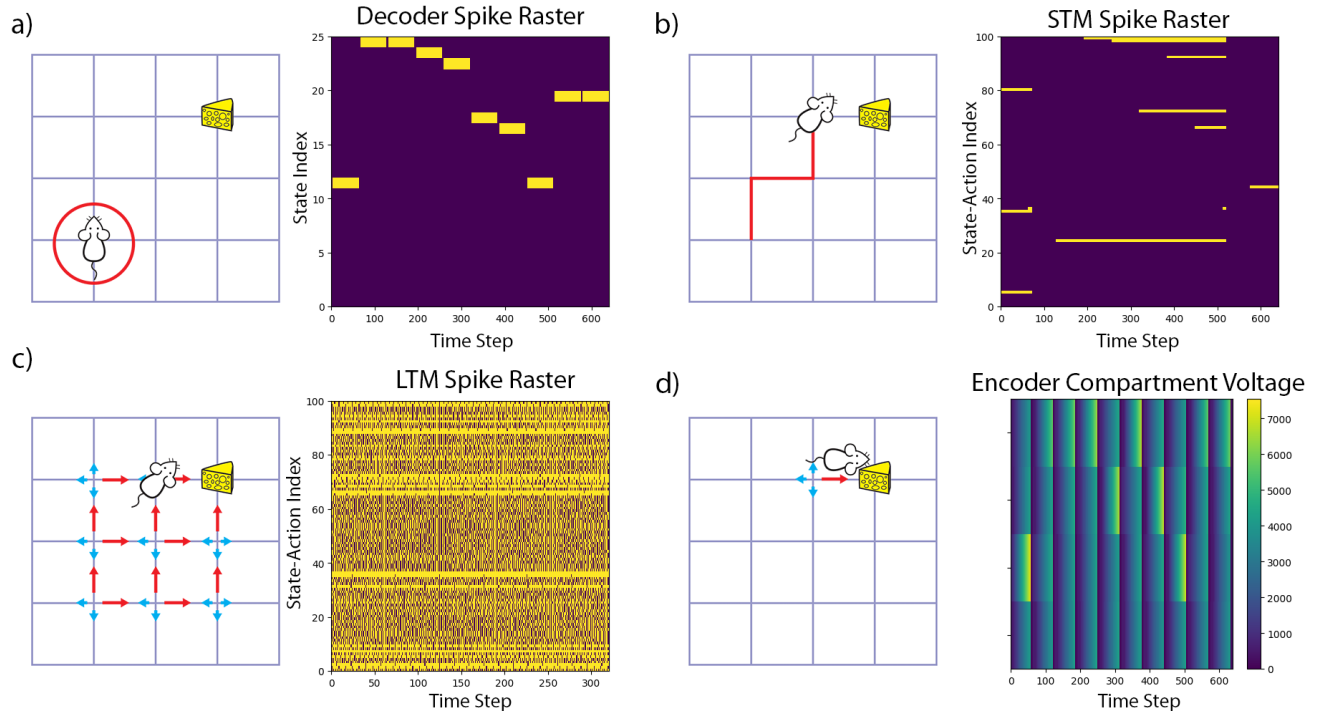 a)
Decoder Spike Raster
State Index
25
20
15
10
5
0
0 100 200 300 400 500 600
Time Step
b)
STM Spike Raster
State-Action Index
100
80
60
40
20
0
0 200 400 600
Time Step
c)
LTM Spike Raster
State-Action Index
100
80
60
40
20
0
0 50 100 150 200 250 300
Time Step
d)
Encoder Compartment Voltage
0 100 200 300 400 500 600
Time Step
7000
6000
5000
4000
3000
2000
1000
0